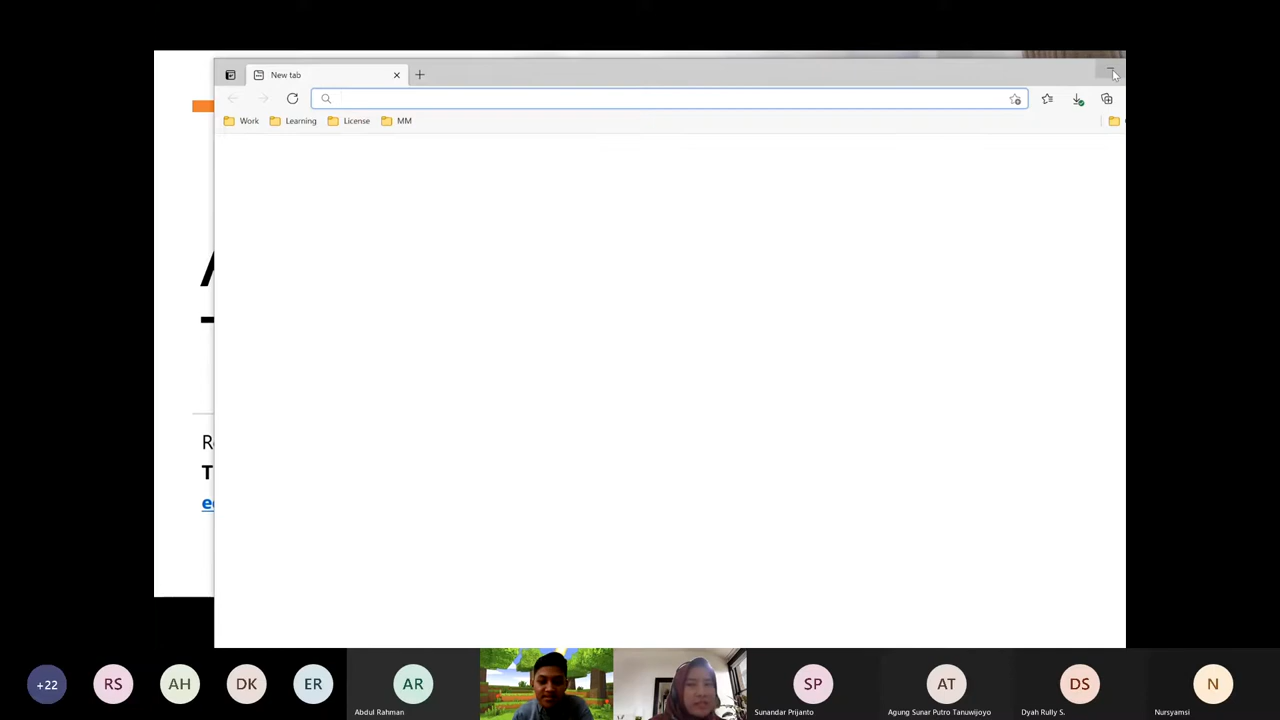 New tab
Work Learning License MM
+22 RS AH DK ER AR SP AT DS N
Abdul Rahman Sunandar Prijanto Agung Sunar Putro Tanuwijoyo Dyah Rully S. Nursyamsi